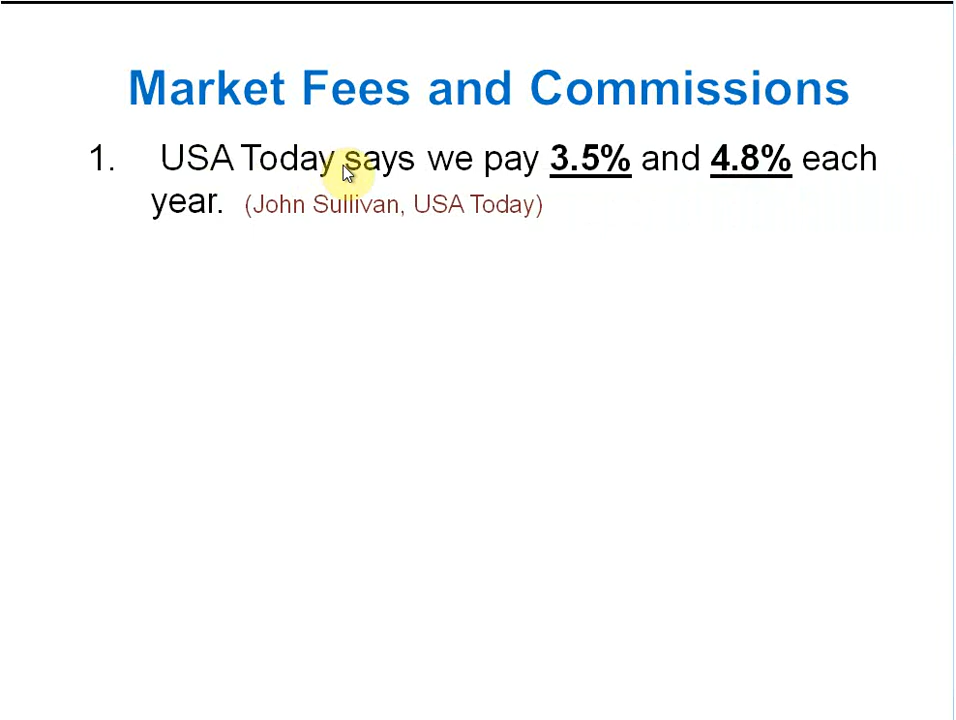 Market Fees and Commissions
1. USA Today says we pay 3.5% and 4.8% each
year. (John Sullivan, USA Today)